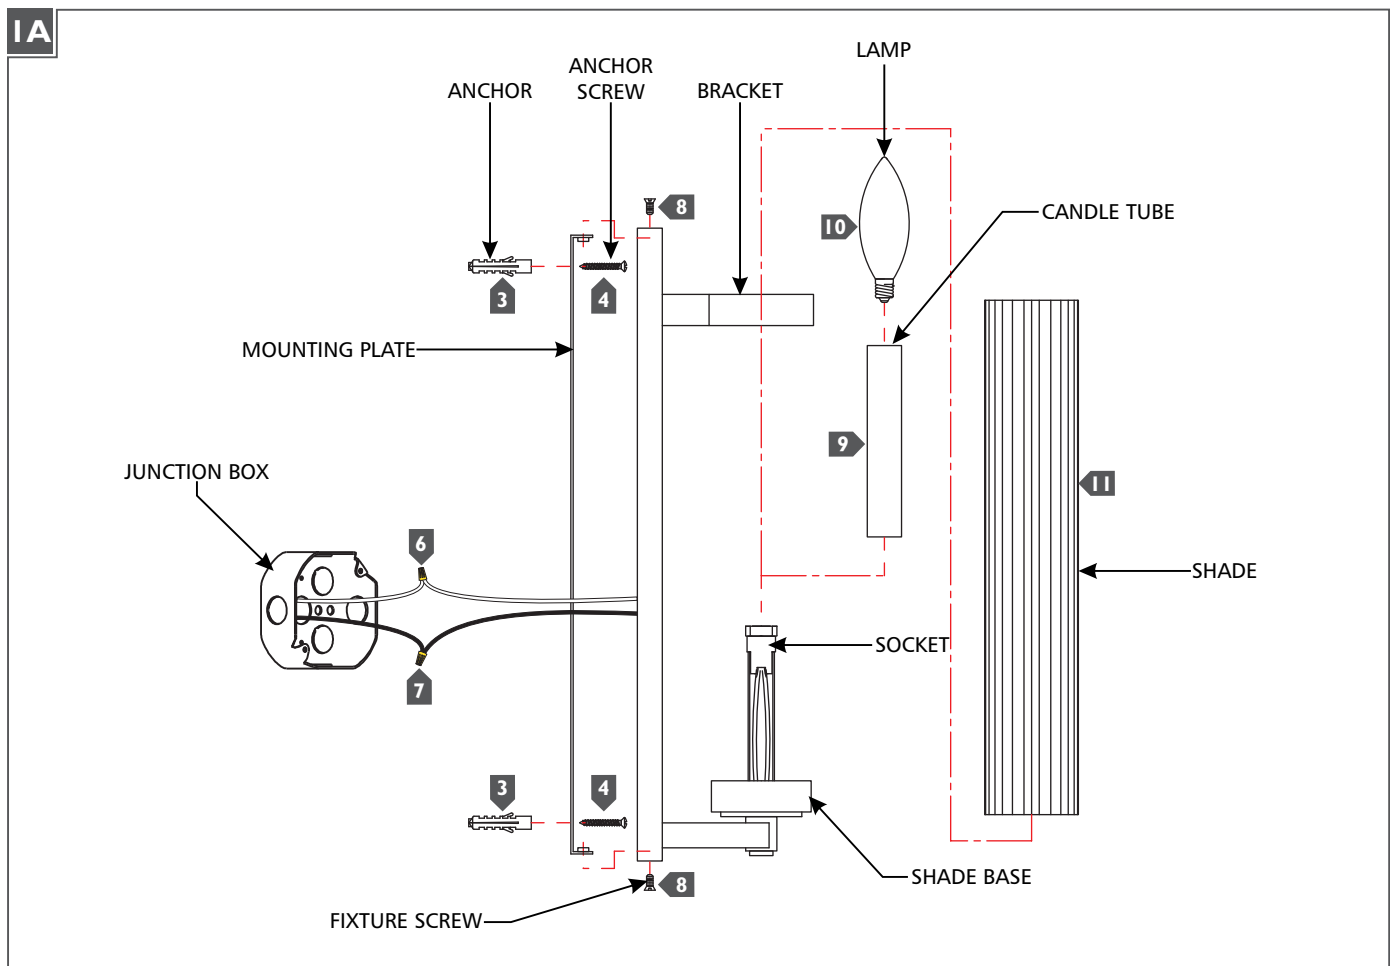 1A
LAMP
ANCHOR
SCREW
ANCHOR
BRACKET
8
CANDLE TUBE
10
3
4
MOUNTING PLATE
9
JUNCTION BOX
11
6
SHADE
SOCKET
7
3
4
SHADE BASE
8
FIXTURE SCREW